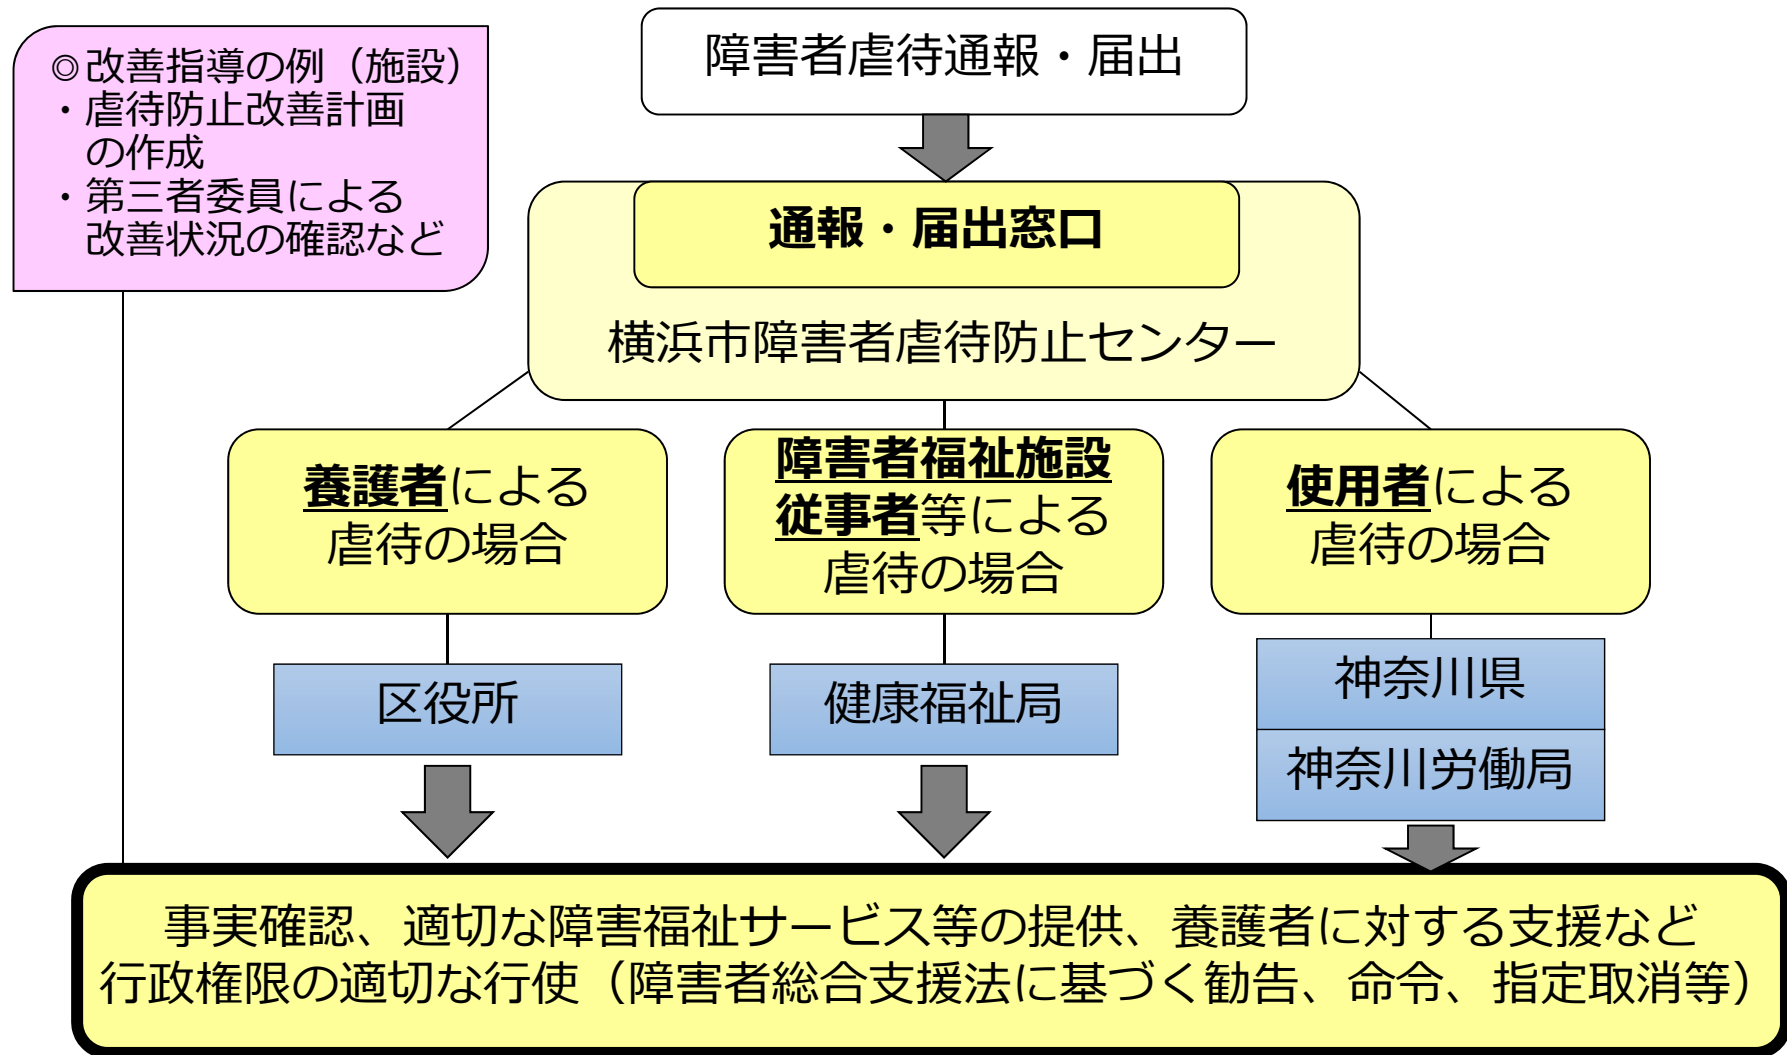 ◎改善指導の例（施設）
・虐待防止改善計画
の作成
・第三者委員による
改善状況の確認など
障害者虐待通報・届出
通報・届出窓口
横浜市障害者虐待防止センター
養護者による
虐待の場合
障害者福祉施設
従事者等による
虐待の場合
使用者による
虐待の場合
区役所
健康福祉局
神奈川県
神奈川労働局
事実確認、適切な障害福祉サービス等の提供、養護者に対する支援など
行政権限の適切な行使（障害者総合支援法に基づく勧告、命令、指定取消等）